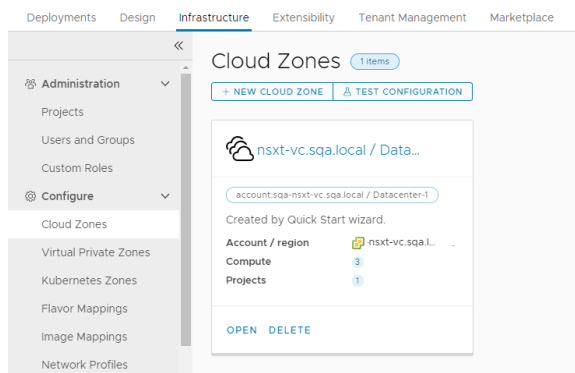 Deployments Design Infrastructure Extensibility Tenant Management Marketplace
«
Administration
Projects
Users and Groups
Custom Roles
Configure
Cloud Zones
Virtual Private Zones
Kubernetes Zones
Flavor Mappings
Image Mappings
Network Profiles
Cloud Zones 1 items
+ NEW CLOUD ZONE TEST CONFIGURATION
nsxt-vc.sqa.local / Data...
account:sqa-nsxt-vc.sqa.local / Datacenter-1
Created by Quick Start wizard.
Account / region -nsxt-vc.sqa.l... .
Compute 3
Projects 1
OPEN DELETE